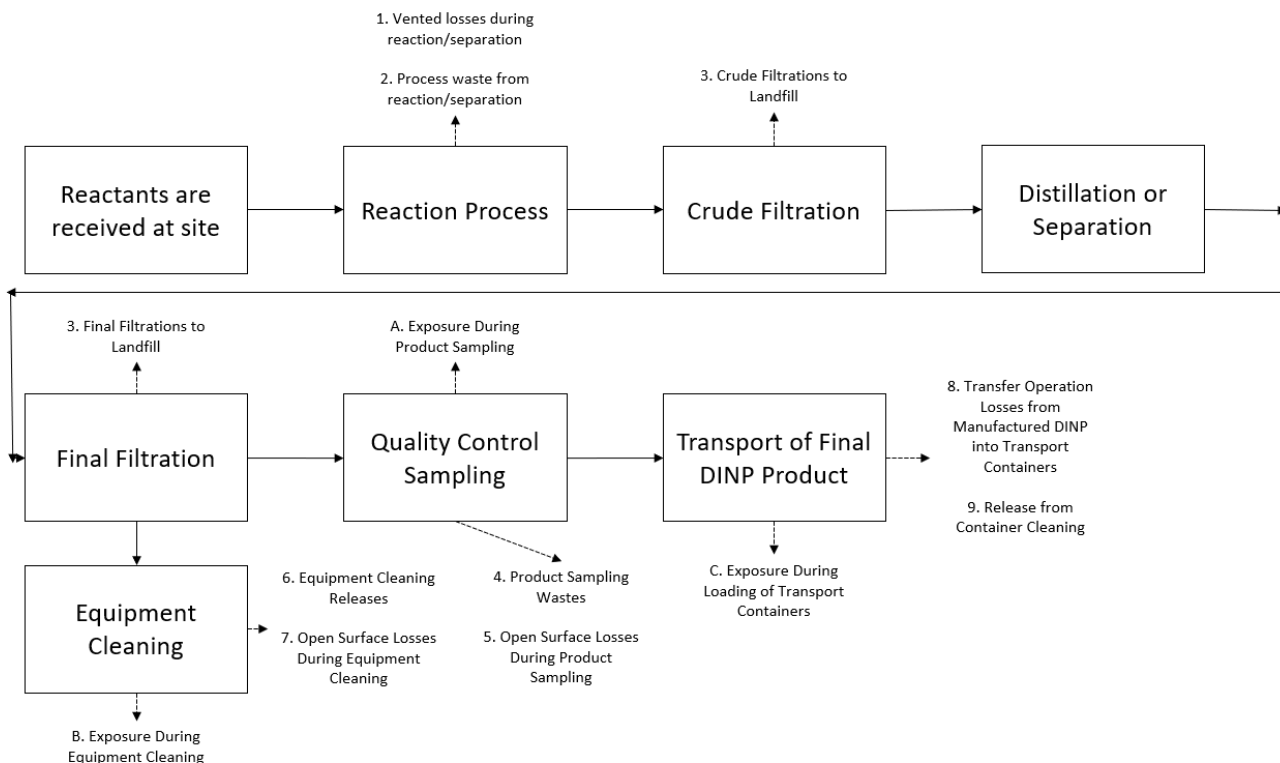 1. Vented losses during
reaction/separation
2. Process waste from
reaction/separation
3. Crude Filtrations to
Landfill
Reactants are
received at site
Reaction Process
Crude Filtration
Distillation or
Separation
3. Final Filtrations to
Landfill
A. Exposure During
Product Sampling
Final Filtration
Quality Control
Sampling
Transport of Final
DINP Product
8. Transfer Operation
Losses from
Manufactured DINP
into Transport
Containers
9. Release from
Container Cleaning
Equipment
Cleaning
6. Equipment Cleaning
Releases
7. Open Surface Losses
During Equipment
Cleaning
4. Product Sampling
Wastes
5. Open Surface Losses
During Product
Sampling
C. Exposure During
Loading of Transport
Containers
B. Exposure During
Equipment Cleaning